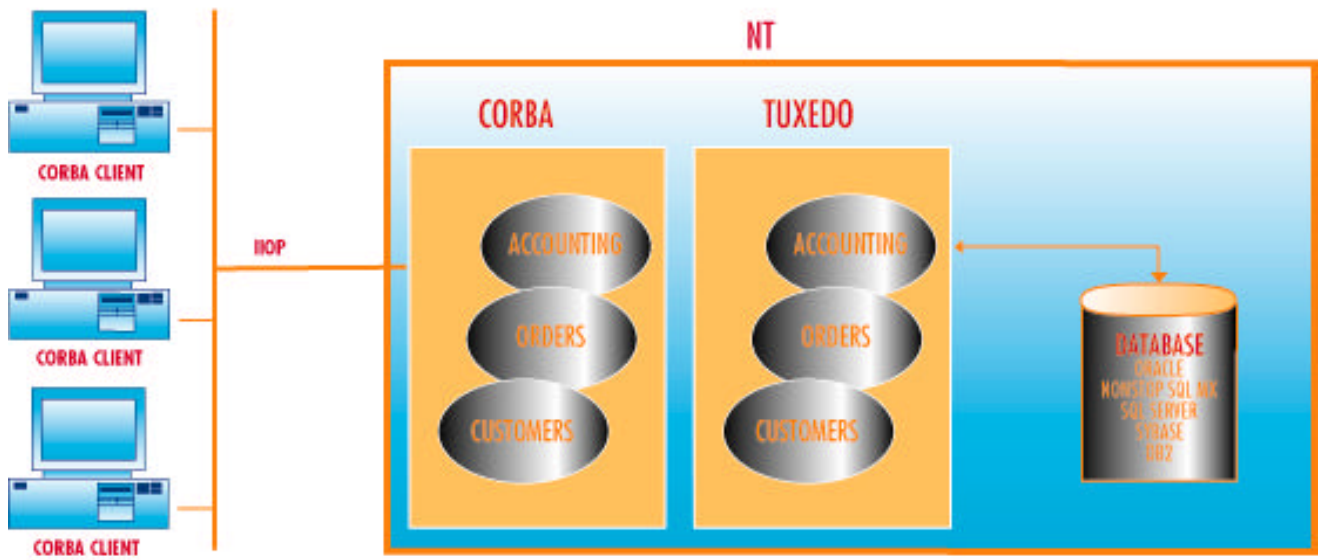 NT
CORBA
TUXEDO
CORBA CLIENT
IIOP
CORBA CLIENT
CORBA CLIENT
ACCOUNTING
ORDERS
CUSTOMERS
ACCOUNTING
ORDERS
CUSTOMERS
DATABASE
ORACLE
NONSTOP SQL MX
SQL SERVER
SYBASE
DB2